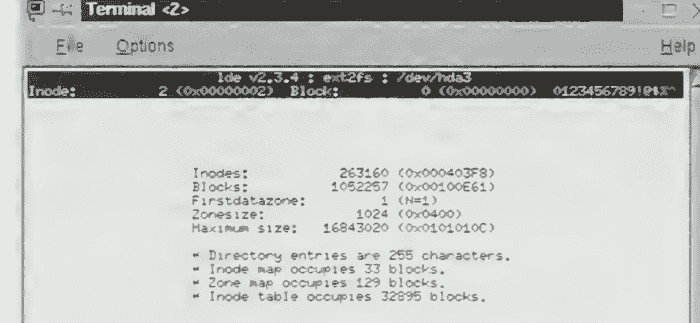 Terminal <2>
File Options Help
lde v2.3.4 : ext2fs : /dev/hda3
Inode: 2 (0x00000002) Block: 0 (0x00000000) 0123456789!@$%^
Inodes: 263160 (0x000403F8)
Blocks: 1052257 (0x00100E61)
Firstdatazone: 1 (N=1)
Zonesize: 1024 (0x0400)
Maximum size: 16843020 (0x0101010C)
* Directory entries are 255 characters.
* Inode map occupies 33 blocks.
* Zone map occupies 129 blocks.
* Inode table occupies 32895 blocks.